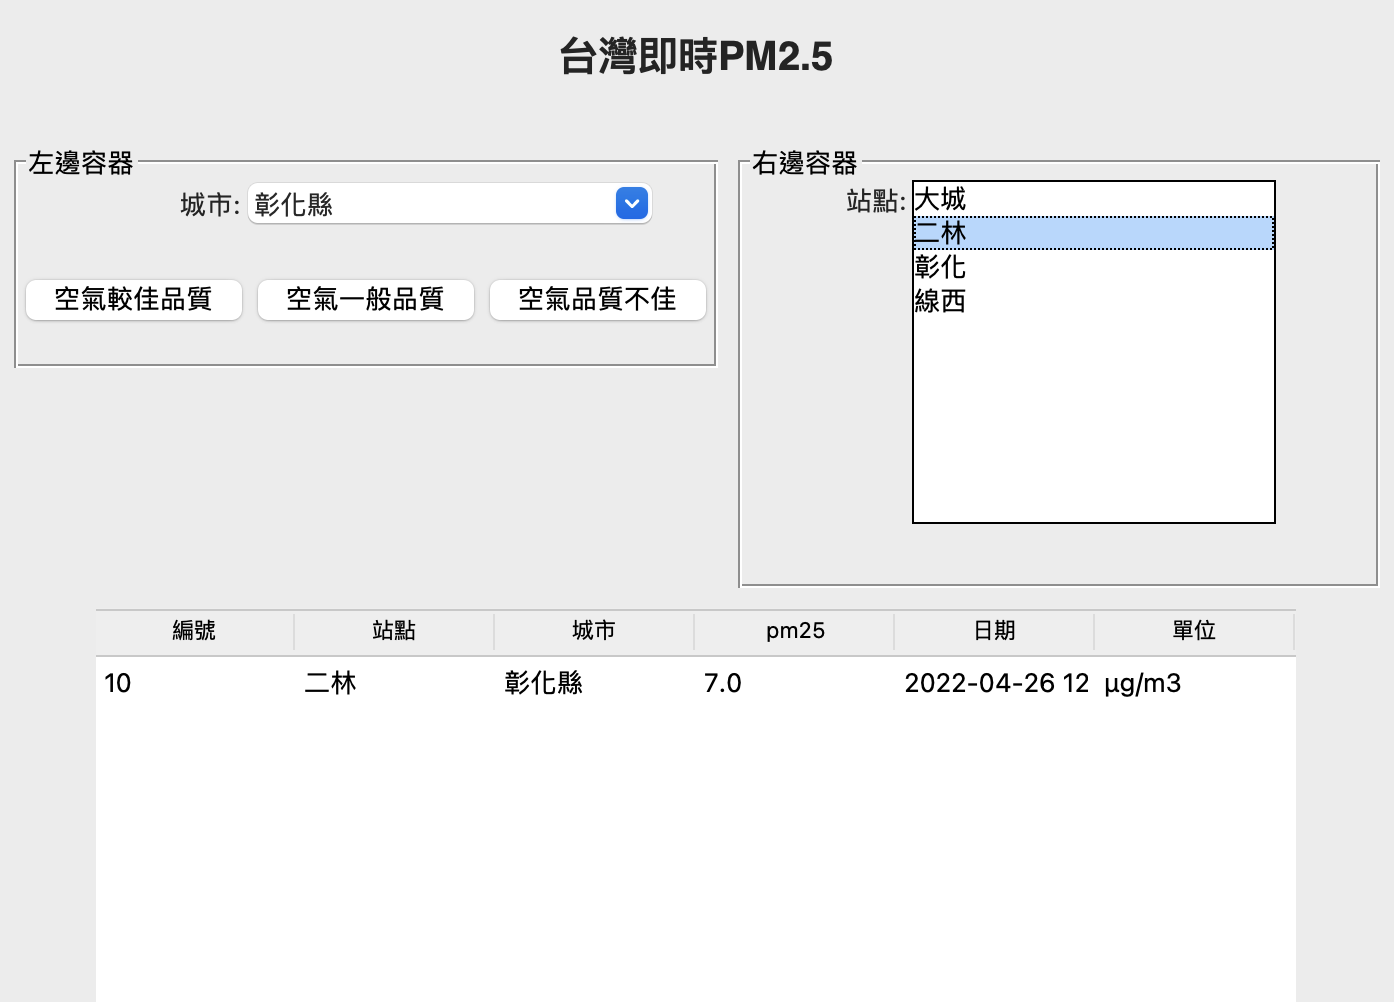 台灣即時PM2.5
左邊容器
城市: 彰化縣
空氣較佳品質 空氣一般品質 空氣品質不佳
右邊容器
站點:
大城
二林
彰化
線西
編號 站點 城市 pm25 日期 單位
10 二林 彰化縣 7.0 2022-04-26 12 μg/m3